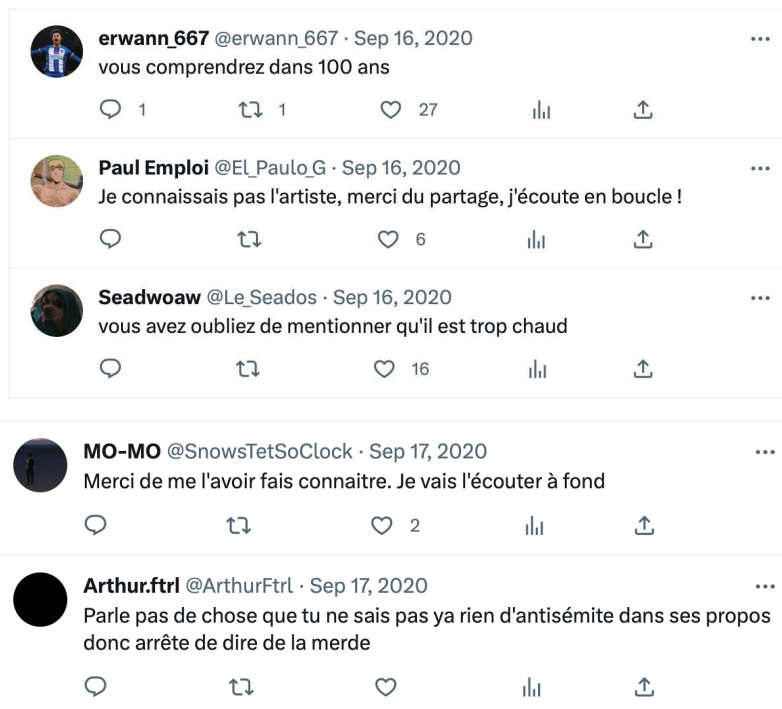 erwann_667 @erwann_667 · Sep 16, 2020
vous comprendrez dans 100 ans
1 1 27
Paul Emploi @El_Paulo_G · Sep 16, 2020
Je connaissais pas l'artiste, merci du partage, j'écoute en boucle !
6
Seadwoaw @Le_Seados · Sep 16, 2020
vous avez oubliez de mentionner qu'il est trop chaud
16
MO-MO @SnowsTetSoClock · Sep 17, 2020
Merci de me l'avoir fais connaitre. Je vais l'écouter à fond
2
Arthur.ftrl @ArthurFtrl · Sep 17, 2020
Parle pas de chose que tu ne sais pas ya rien d'antisémite dans ses propos
donc arrête de dire de la merde